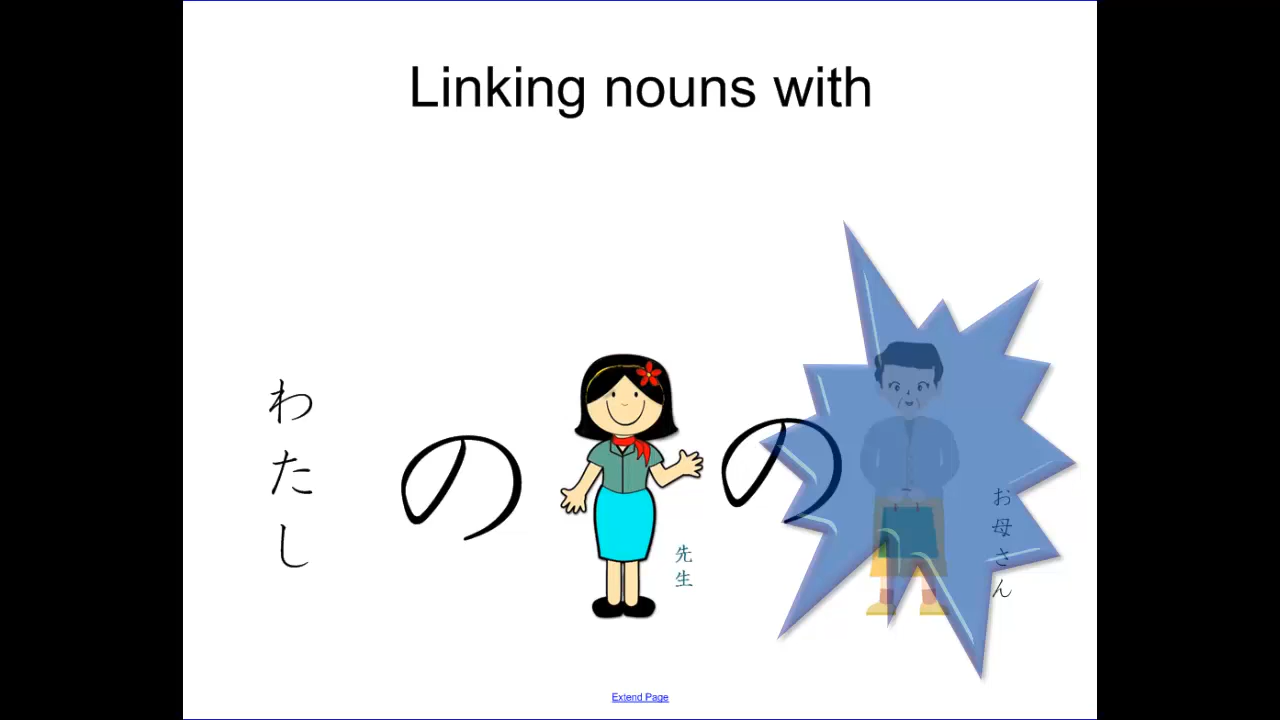 Linking nouns with
わたし
の
先生
の
お母さん
Extend Page